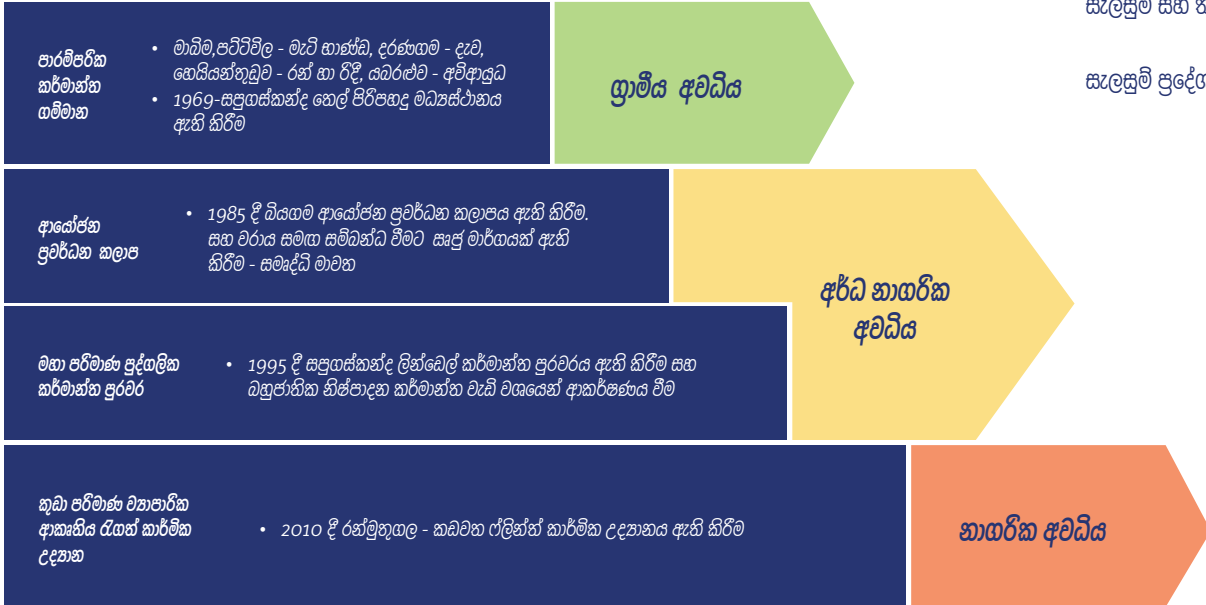 පාරම්පරික
කර්මාන්ත
ගම්මාන
• මාබිම,පට්ටිවිල - මැටි භාණ්ඩ, දරණගම - දැව,
හෙයියන්තුඩුව - රන් හා රිදී, යබරළුව - අවිආයුධ
• 1969-සපුගස්කන්ද තෙල් පිරිපහදු මධ්‍යස්ථානය
ඇති කිරීම
ග්‍රාමීය අවධිය
සැලසුම් සහ
සැලසුම්
ආයෝජන
ප්‍රවර්ධන කලාප
• 1985 දී බියගම ආයෝජන ප්‍රවර්ධන කලාපය ඇති කිරීම.
සහ වරාය සමඟ සම්බන්ධ වීමට ඍජු මාර්ගයක් ඇති
කිරීම - සමෘද්ධි මාවත
අර්ධ නාගරික
අවධිය
මහා පරිමාණ පුද්ගලික
කර්මාන්ත පුරවර
• 1995 දී සපුගස්කන්ද ලින්ඩෙල් කර්මාන්ත පුරවරය ඇති කිරීම සහ
බහුජාතික නිෂ්පාදන කර්මාන්ත වැඩි වශයෙන් ආකර්ෂණය වීම
කුඩා පරිමාණ ව්‍යාපාරික
ආකෘතිය රැගත් කාර්මික
උද්‍යාන
• 2010 දී රන්මුතුගල - කඩවත ෆ්ලින්ත් කාර්මික උද්‍යානය ඇති කිරීම
නාගරික අවධිය